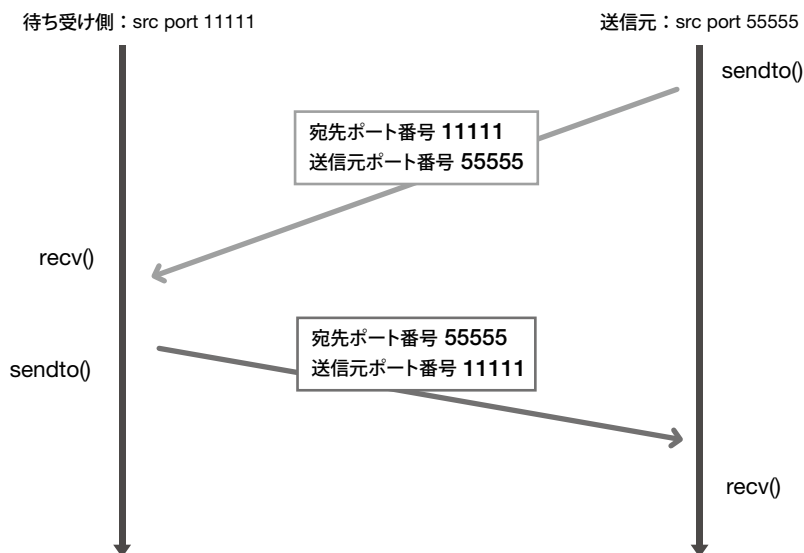 待ち受け側：src port 11111
送信元：src port 55555
sendto()
宛先ポート番号 11111
送信元ポート番号 55555
recv()
宛先ポート番号 55555
送信元ポート番号 11111
sendto()
recv()